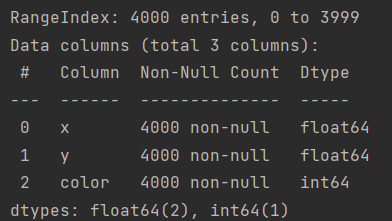 RangeIndex: 4000 entries, 0 to 3999
Data columns (total 3 columns):
 #   Column  Non-Null Count  Dtype
---  ------  --------------  -----
 0   x       4000 non-null   float64
 1   y       4000 non-null   float64
 2   color   4000 non-null   int64
dtypes: float64(2), int64(1)